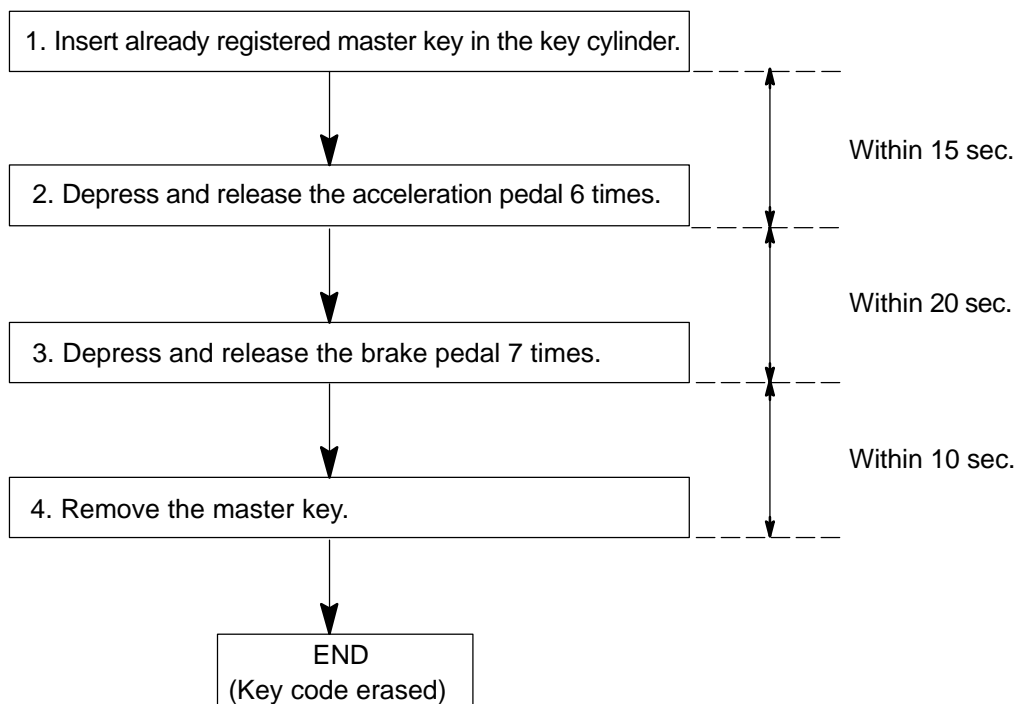 1. Insert already registered master key in the key cylinder.
Within 15 sec.
2. Depress and release the acceleration pedal 6 times.
Within 20 sec.
3. Depress and release the brake pedal 7 times.
Within 10 sec.
4. Remove the master key.
END
(Key code erased)